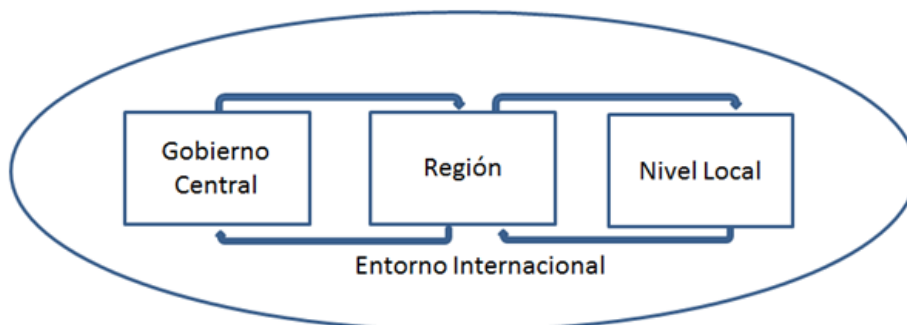 Gobierno
Central
Región
Nivel Local
Entorno Internacional